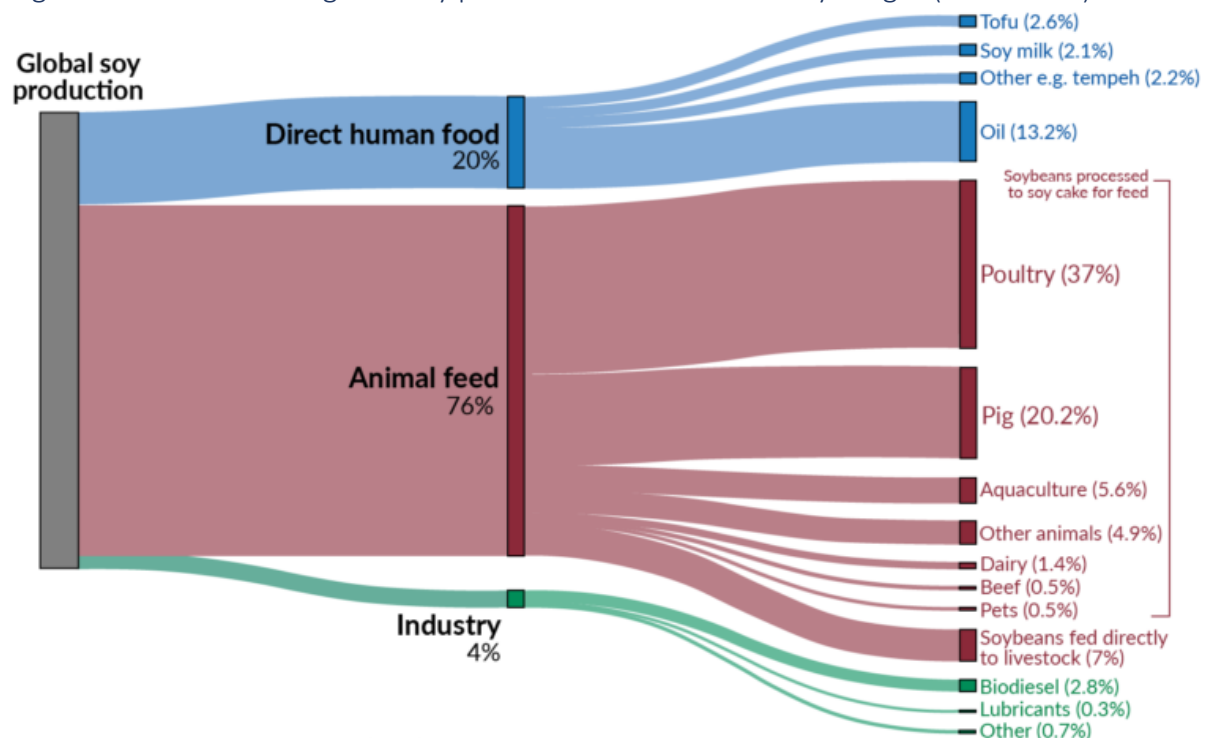 Global soy
production
Direct human food
20%
Animal feed
76%
Industry
4%
Tofu (2.6%)
Soy milk (2.1%)
Other e.g. tempeh (2.2%)
Oil (13.2%)
Soybeans processed
to soy cake for feed
Poultry (37%)
Pig (20.2%)
Aquaculture (5.6%)
Other animals (4.9%)
Dairy (1.4%)
Beef (0.5%)
Pets (0.5%)
Soybeans fed directly
to livestock (7%)
Biodiesel (2.8%)
Lubricants (0.3%)
Other (0.7%)